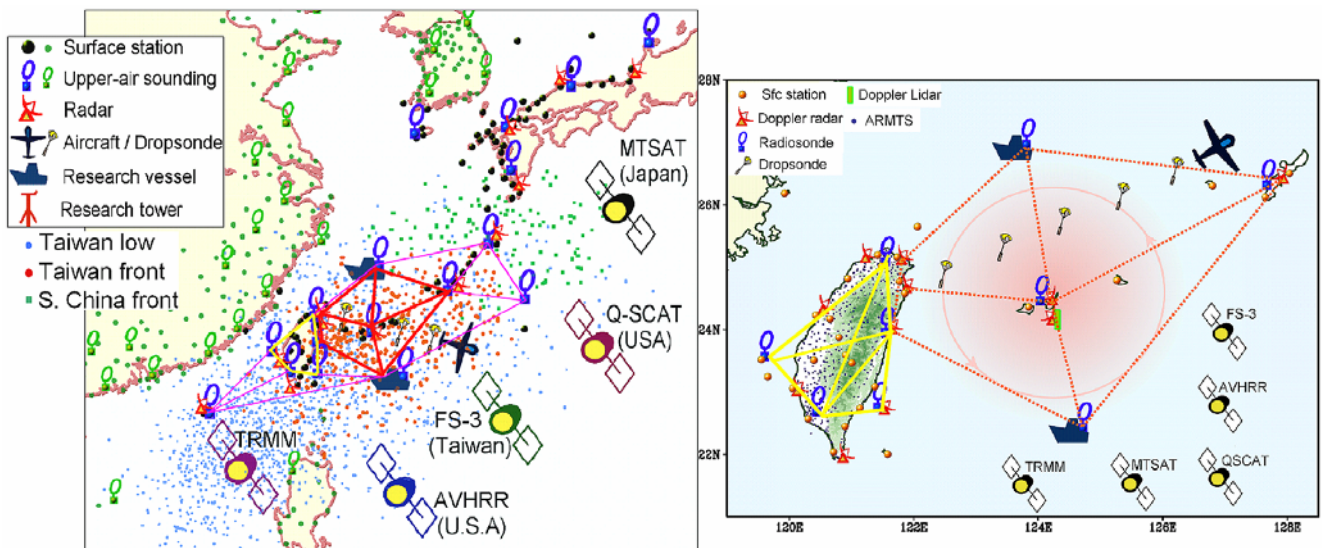 Surface station
Upper-air sounding
Radar
Aircraft / Dropsonde
Research vessel
Research tower
Taiwan low
Taiwan front
S. China front
MTSAT
(Japan)
Q-SCAT
(USA)
FS-3
(Taiwan)
TRMM
AVHRR
(U.S.A)
28N
26N
24N
22N
Sfc station
Doppler Lidar
Doppler radar
ARMTS
Radiosonde
Dropsonde
FS-3
AVHRR
TRMM
MTSAT
QSCAT
120E
122E
124E
126E
128E